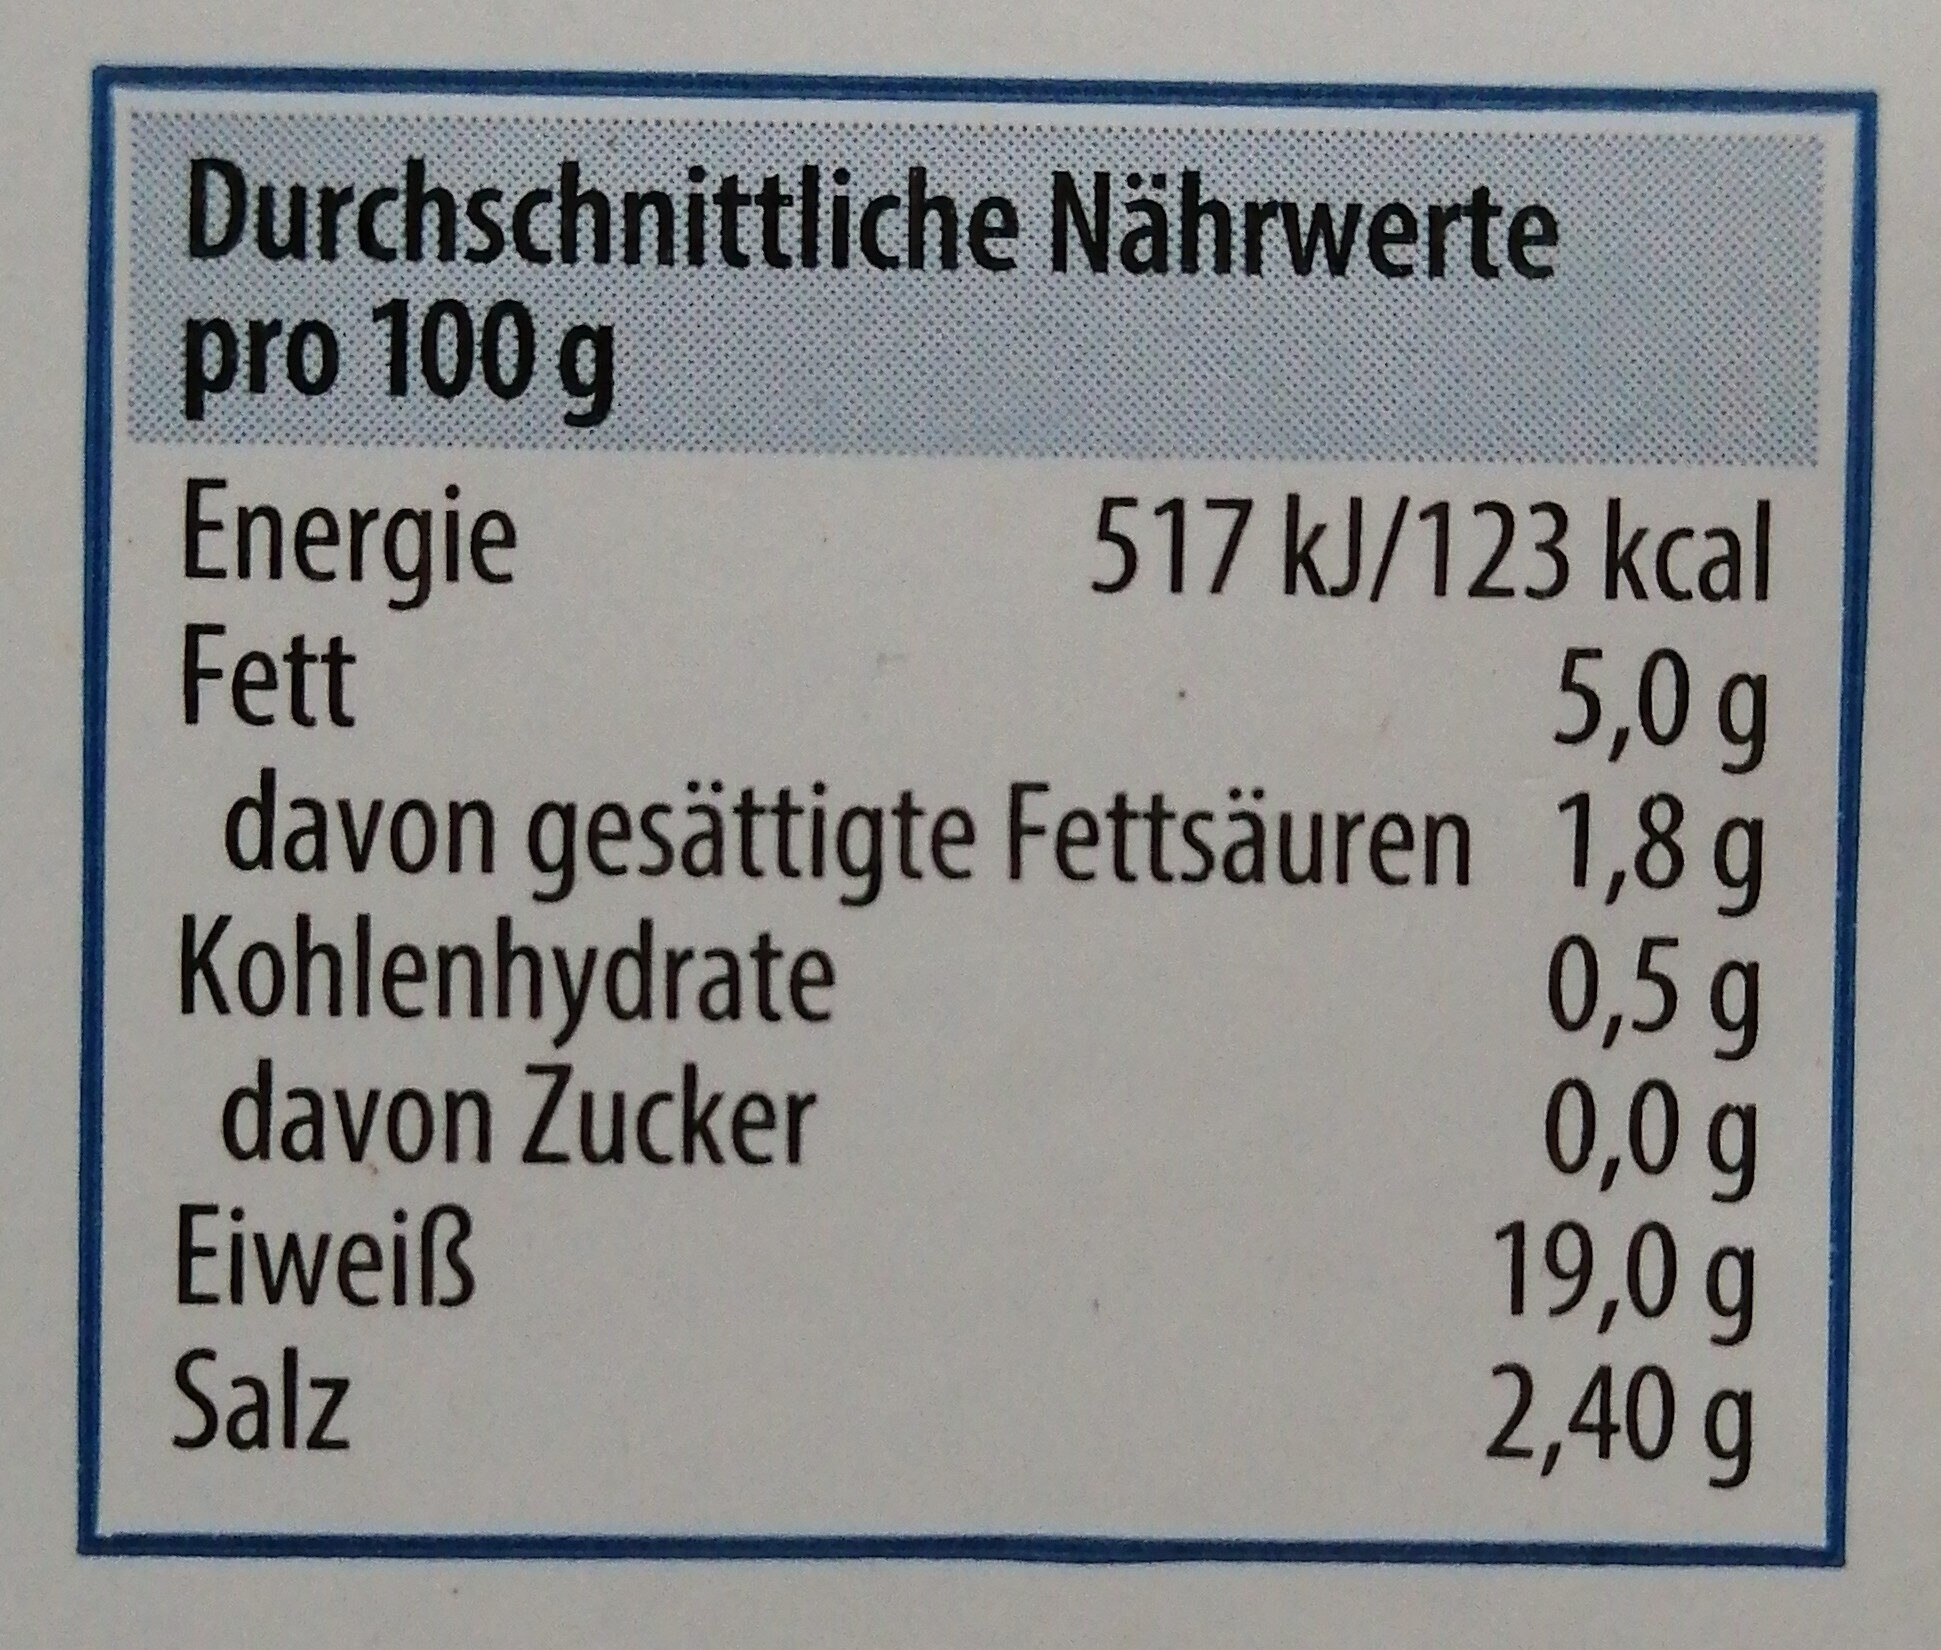 Durchschnittliche Nährwerte
pro 100 g
Energie 517 kJ/123 kcal
Fett 5,0 g
davon gesättigte Fettsäuren 1,8 g
Kohlenhydrate 0,5 g
davon Zucker 0,0 g
Eiweiß 19,0 g
Salz 2,40 g